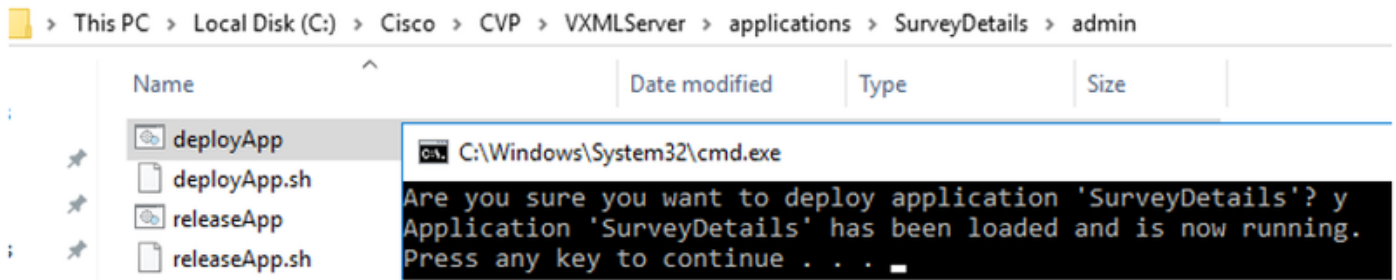 This PC > Local Disk (C:) > Cisco > CVP > VXMLServer > applications > SurveyDetails > admin
Name Date modified Type Size
deployApp
deployApp.sh
releaseApp
releaseApp.sh
C:\Windows\System32\cmd.exe
Are you sure you want to deploy application 'SurveyDetails'? y
Application 'SurveyDetails' has been loaded and is now running.
Press any key to continue . . .